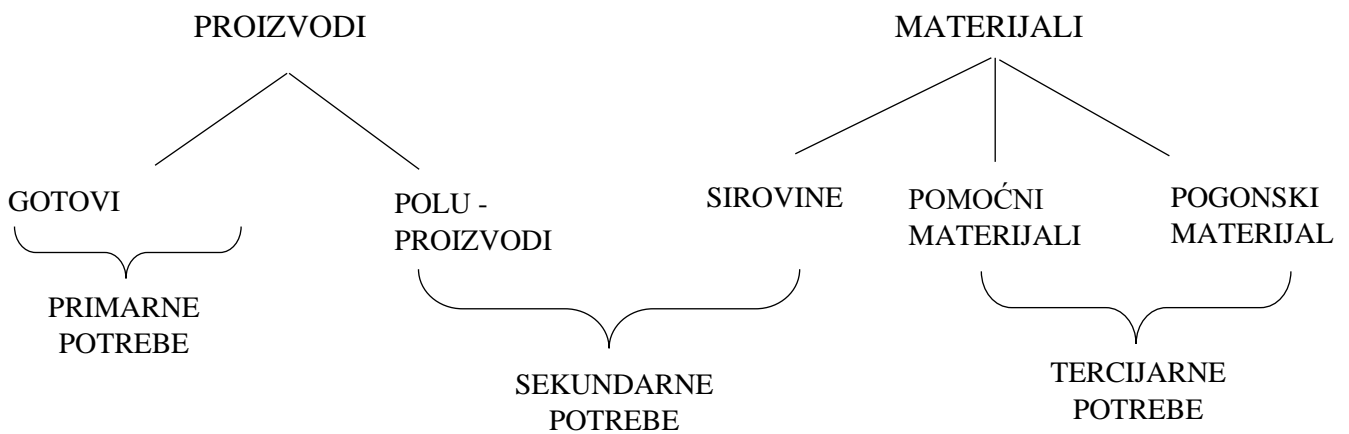 PROIZVODI
MATERIJALI
GOTOVI
POLU -
PROIZVODI
SIROVINE
POMOĆNI
MATERIJALI
POGONSKI
MATERIJAL
PRIMARNE
POTREBE
SEKUNDARNE
POTREBE
TERCIJARNE
POTREBE